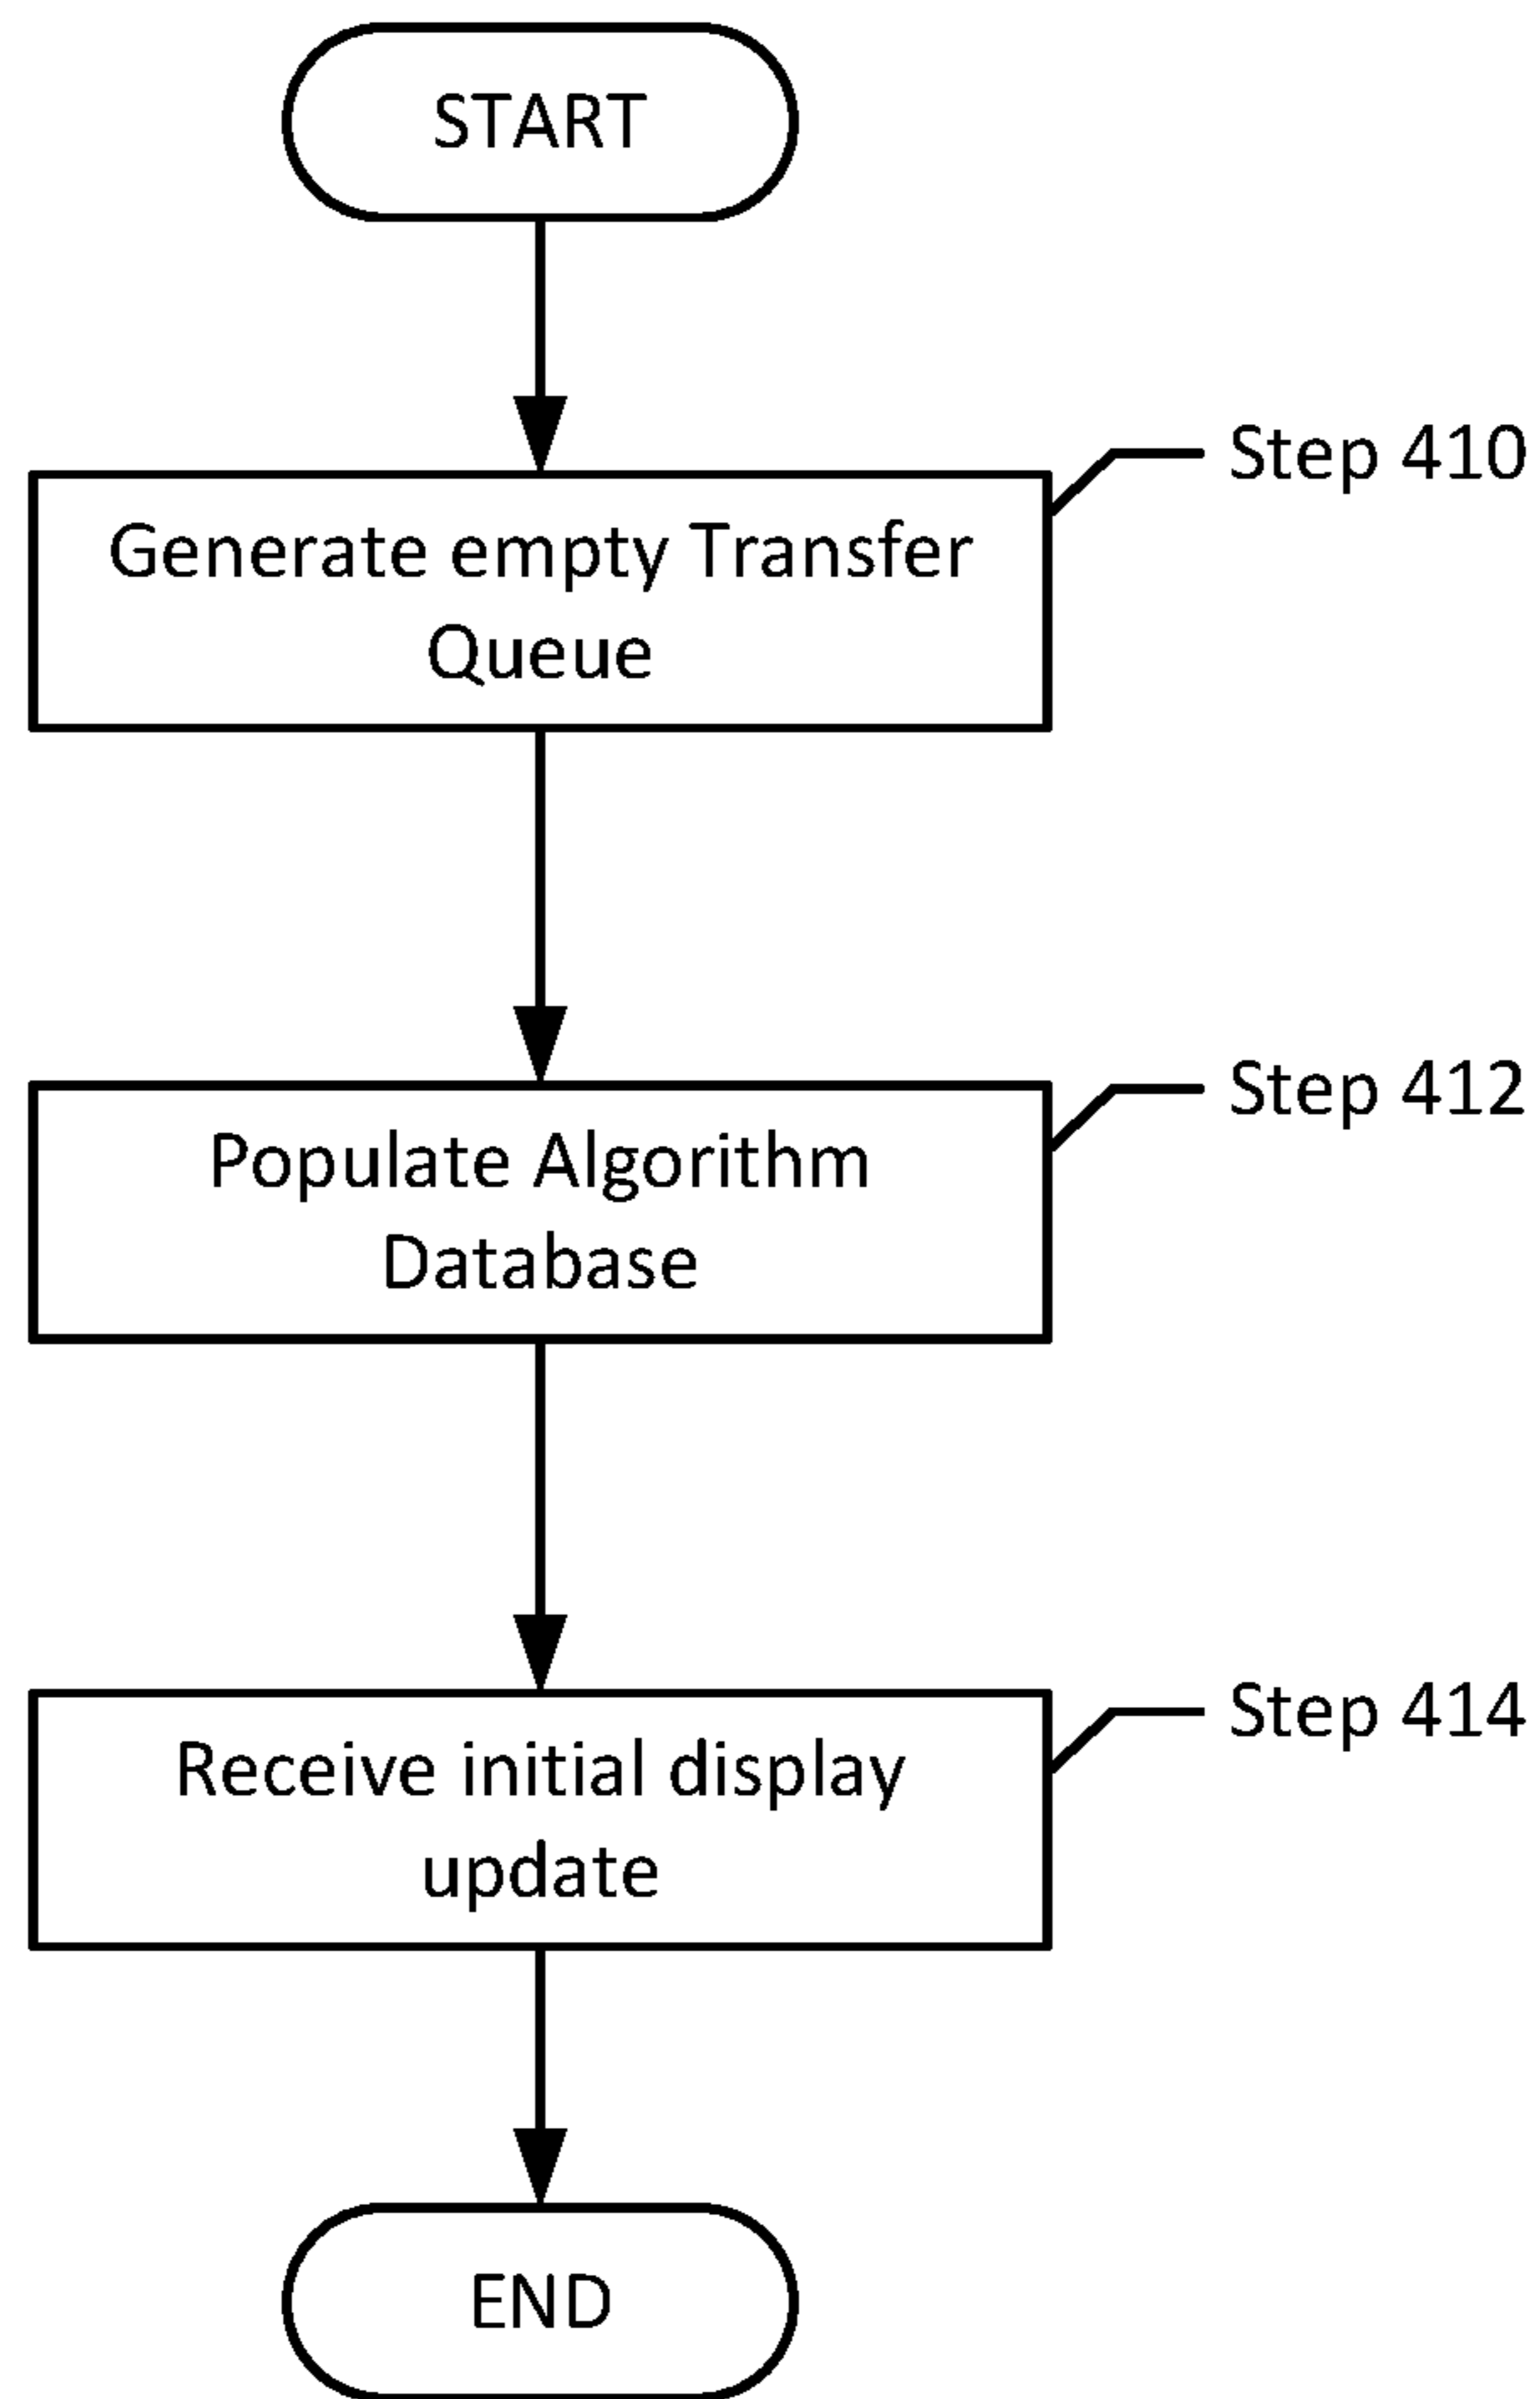 START
Step 410
Generate empty Transfer
Queue
Step 412
Populate Algorithm
Database
Step 414
Receive initial display
update
END